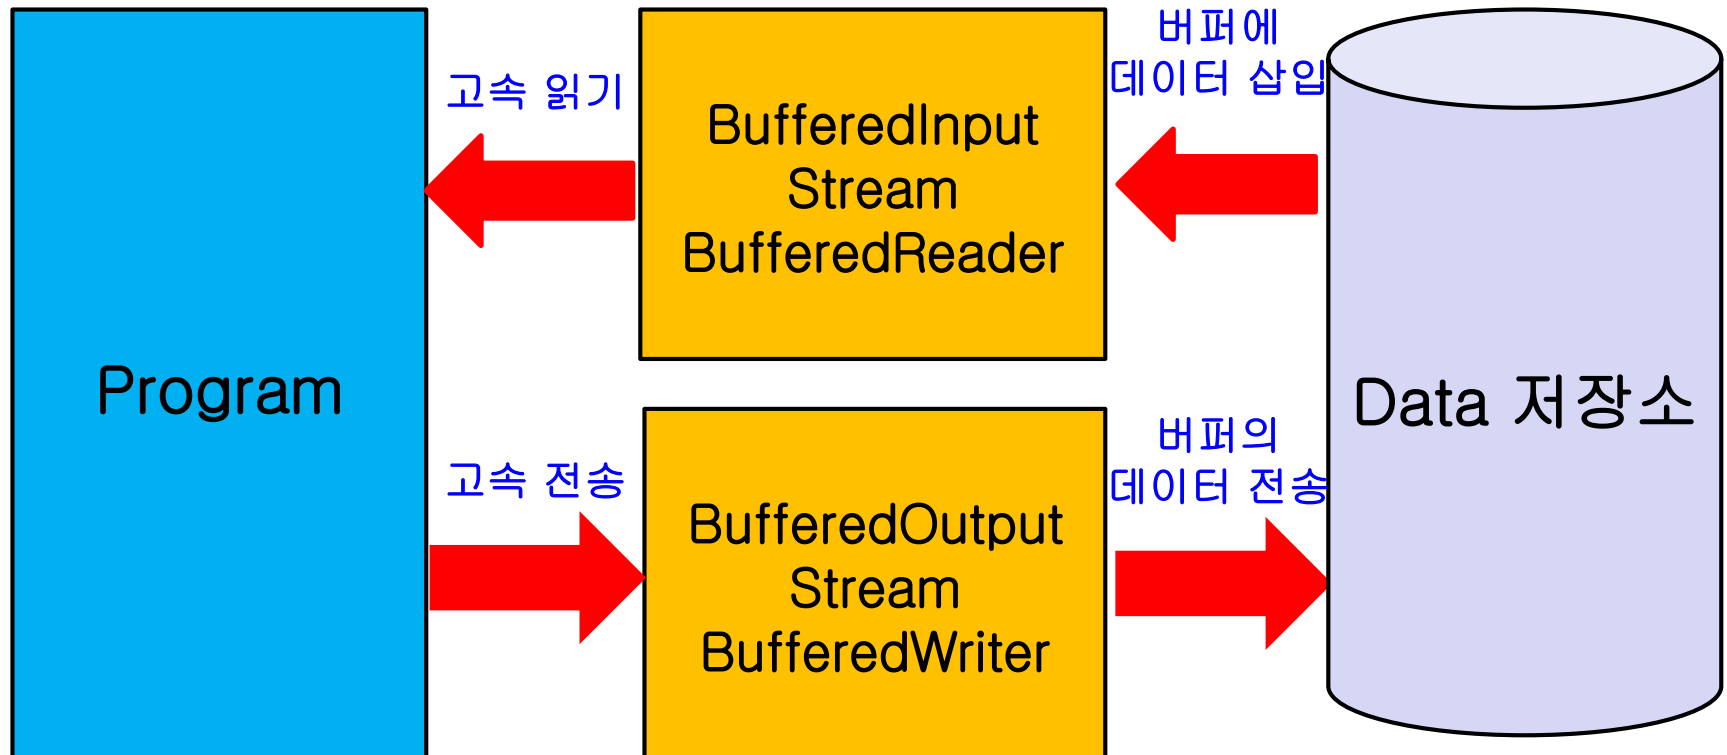 Program
고속 읽기
BufferedInput
Stream
BufferedReader
버퍼에
데이터 삽입
고속 전송
BufferedOutput
Stream
BufferedWriter
버퍼의
데이터 전송
Data 저장소